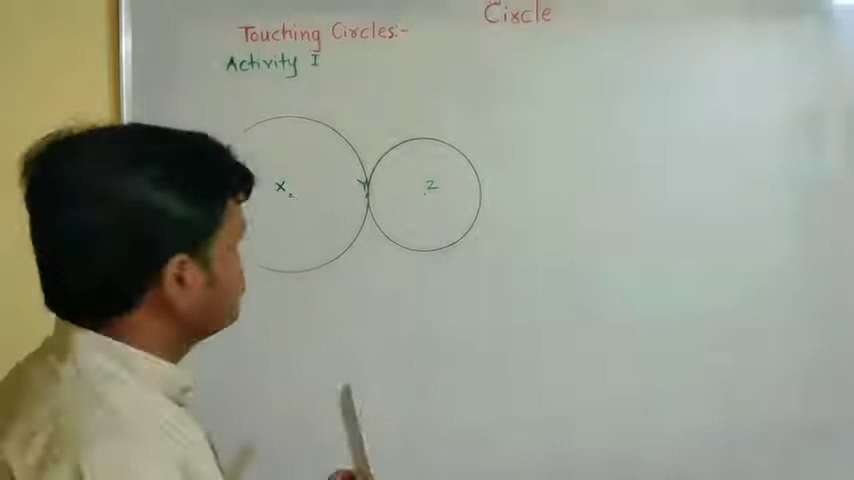 Circle
Touching Circles:-
Activity I
X
Y
Z